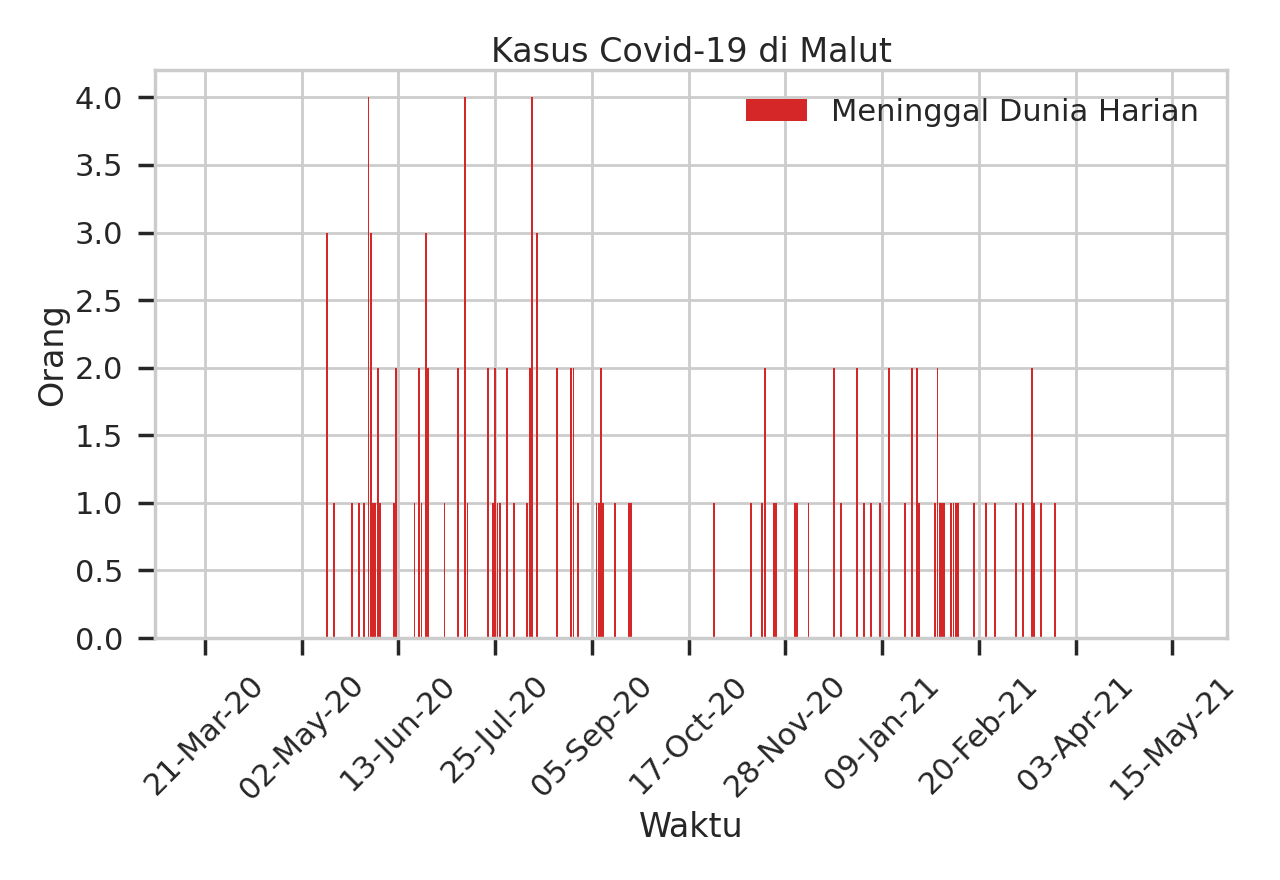 Kasus Covid-19 di Malut
Meninggal Dunia Harian
4.0
3.5
3.0
2.5
2.0
1.5
1.0
0.5
0.0
Orang
21-Mar-20
02-May-20
13-Jun-20
25-Jul-20
05-Sep-20
17-Oct-20
28-Nov-20
09-Jan-21
20-Feb-21
03-Apr-21
15-May-21
Waktu